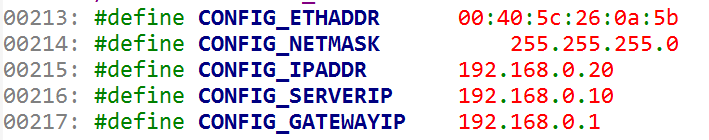 00213: #define CONFIG_ETHADDR 00:40:5c:26:0a:5b
00214: #define CONFIG_NETMASK 255.255.255.0
00215: #define CONFIG_IPADDR 192.168.0.20
00216: #define CONFIG_SERVERIP 192.168.0.10
00217: #define CONFIG_GATEWAYIP 192.168.0.1